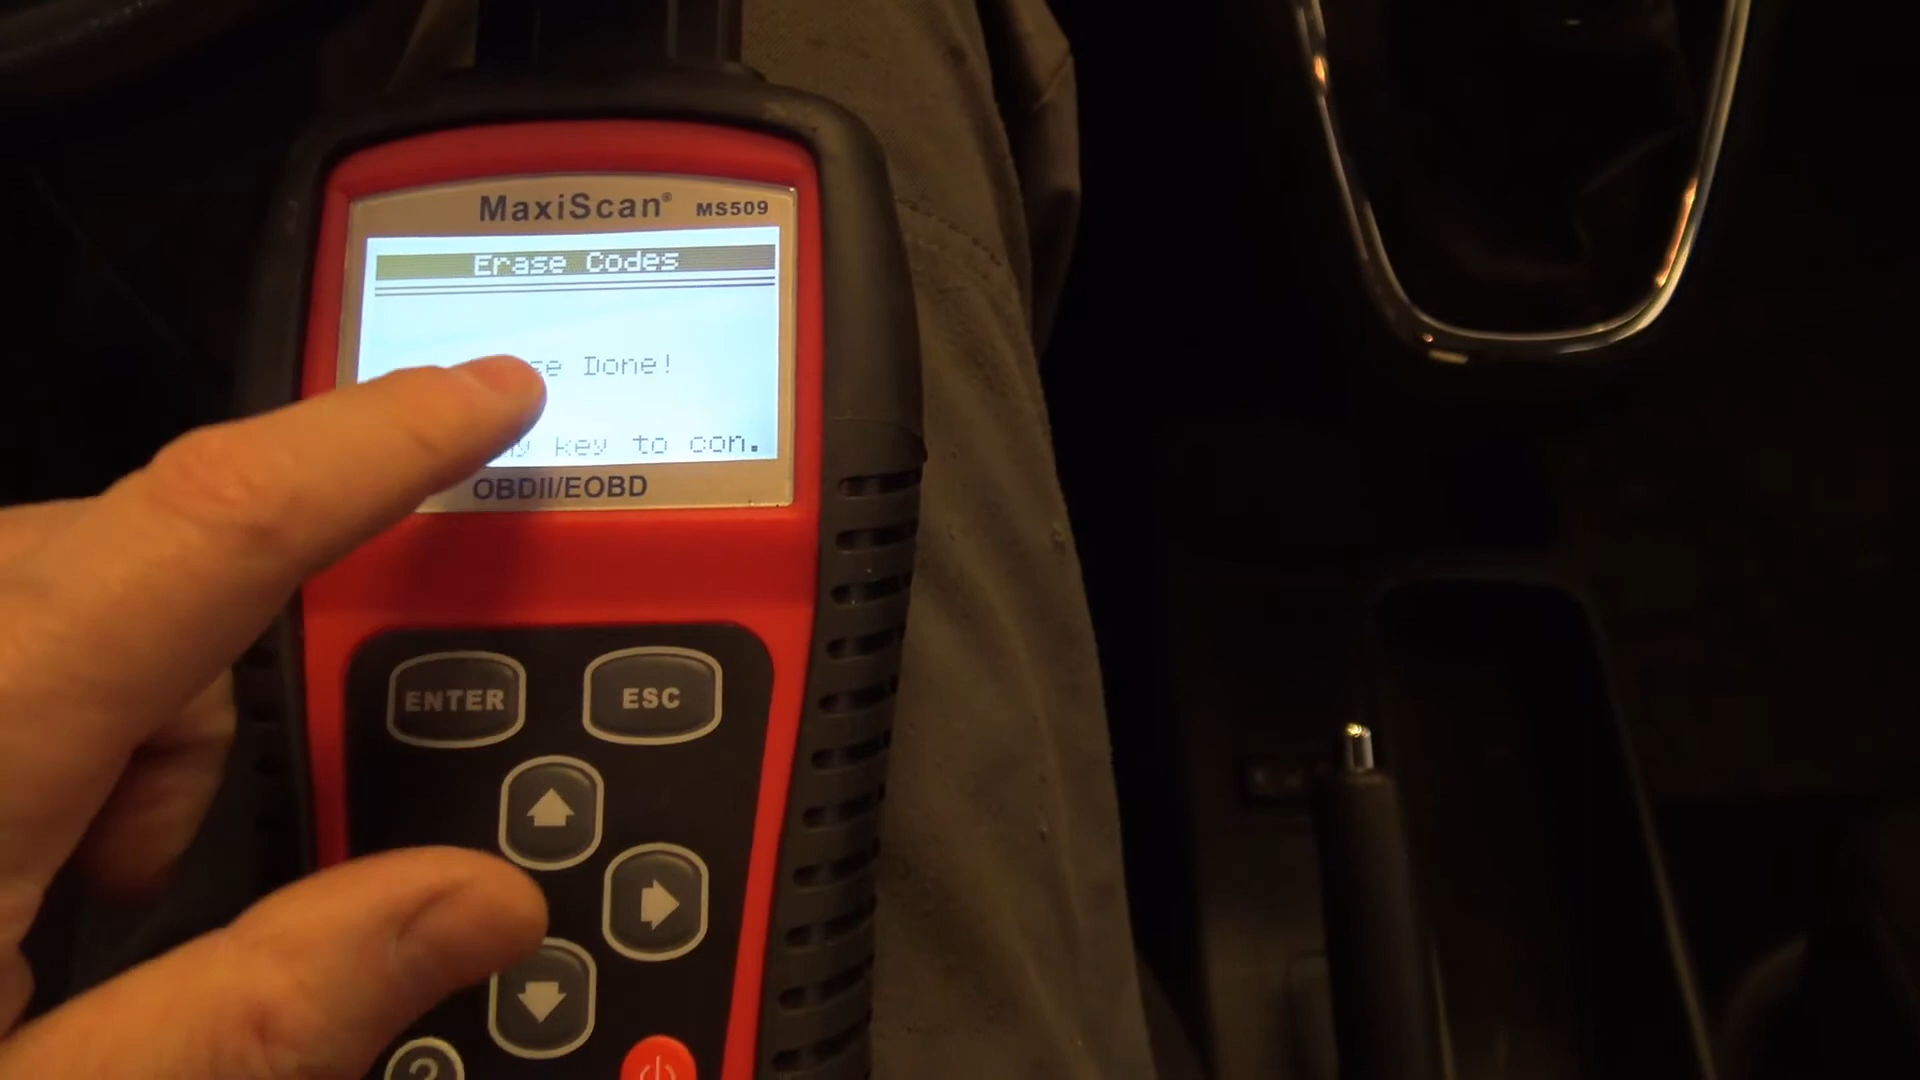 MaxiScan® MS509
Erase Codes
Done!
key to con.
OBDII/EOBD
ENTER
ESC
?